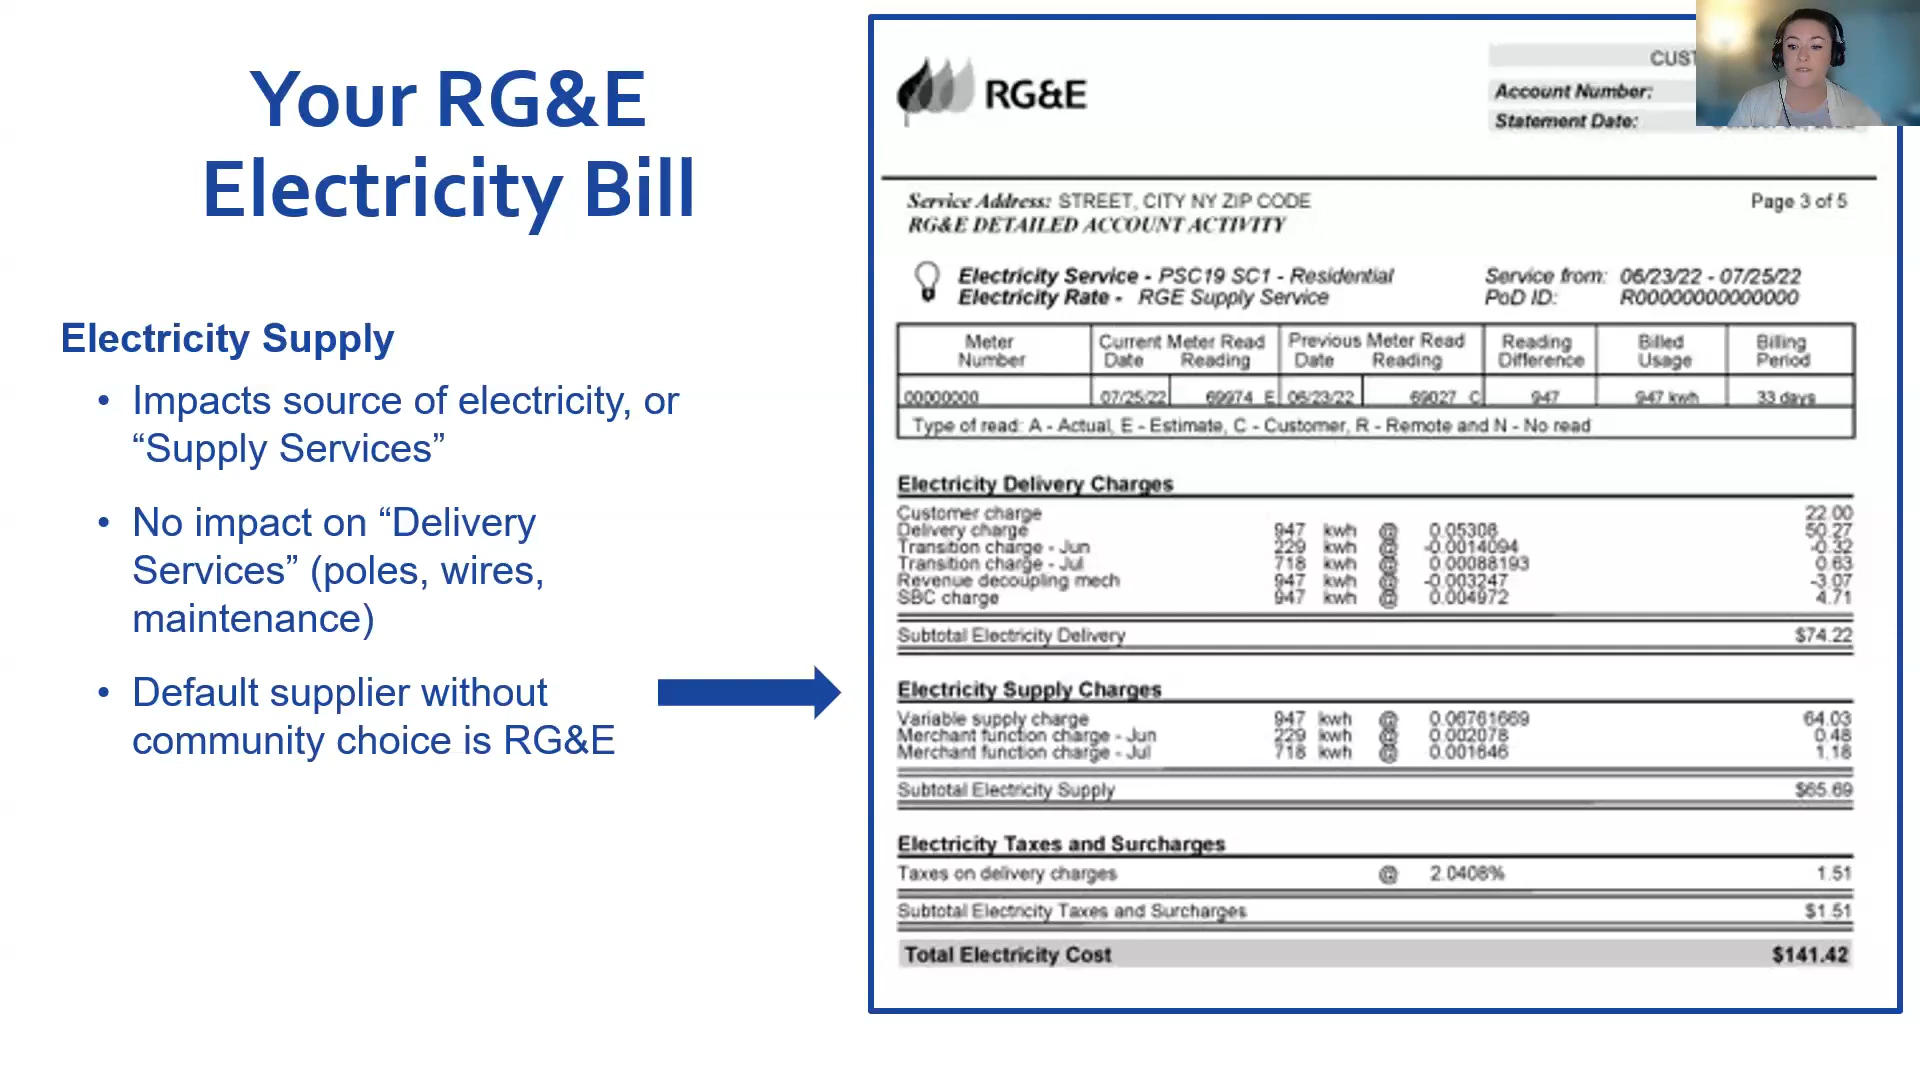 Your RG&E
Electricity Bill
Electricity Supply
• Impacts source of electricity, or
“Supply Services”
• No impact on “Delivery
Services” (poles, wires,
maintenance)
• Default supplier without
community choice is RG&E
RG&E
Account Number:
Statement Date:
Service Address: STREET, CITY NY ZIP CODE Page 3 of 5
RG&E DETAILED ACCOUNT ACTIVITY
Electricity Service - PSC19 SC1 - Residential Service from: 06/23/22 - 07/25/22
Electricity Rate - RGE Supply Service PoD ID: R00000000000000
Meter Current Meter Read Previous Meter Read Reading Billed Billing
Number Date Reading Date Reading Difference Usage Period
00000000 07/25/22 69974 E 06/23/22 69027 C 947 947 kwh 33 days
Type of read: A - Actual, E - Estimate, C - Customer, R - Remote and N - No read
Electricity Delivery Charges
Customer charge 22.00
Delivery charge 947 kwh @ 0.05308 50.27
Transition charge - Jun 229 kwh @ -0.0014094 -0.32
Transition charge - Jul 718 kwh @ 0.00088193 0.63
Revenue decoupling mech 947 kwh @ -0.003247 -3.07
SBC charge 947 kwh @ 0.004972 4.71
Subtotal Electricity Delivery $74.22
Electricity Supply Charges
Variable supply charge 947 kwh @ 0.06761669 64.03
Merchant function charge - Jun 229 kwh @ 0.002078 0.48
Merchant function charge - Jul 718 kwh @ 0.001646 1.18
Subtotal Electricity Supply $65.69
Electricity Taxes and Surcharges
Taxes on delivery charges @ 2.0408% 1.51
Subtotal Electricity Taxes and Surcharges $1.51
Total Electricity Cost $141.42